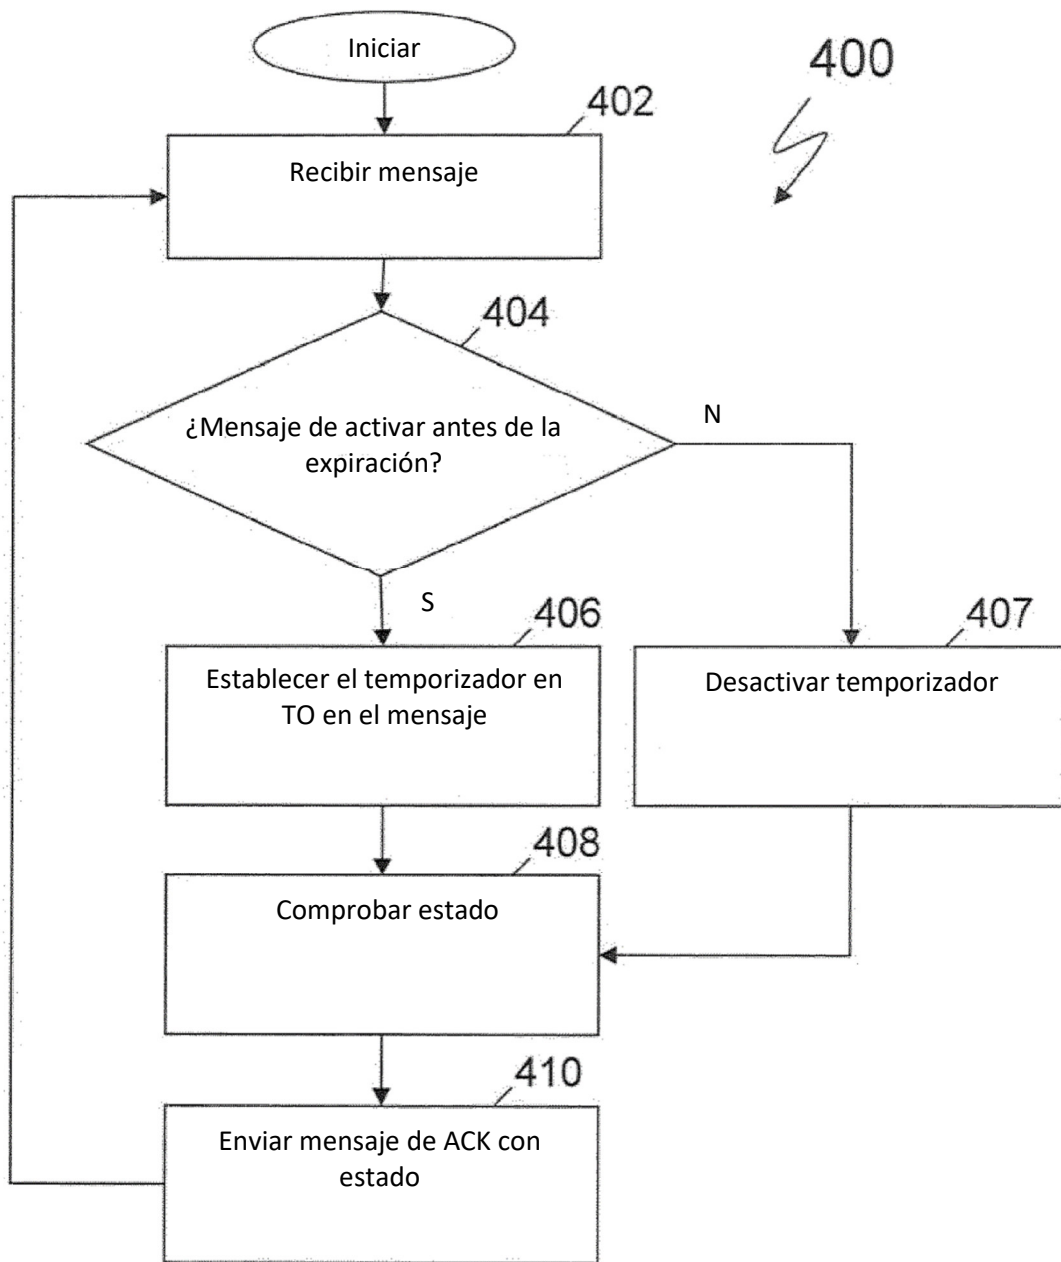 Iniciar
400
402
Recibir mensaje
404
¿Mensaje de activar antes de la
expiración?
N
S
406
407
Establecer el temporizador en
TO en el mensaje
Desactivar temporizador
408
Comprobar estado
410
Enviar mensaje de ACK con
estado